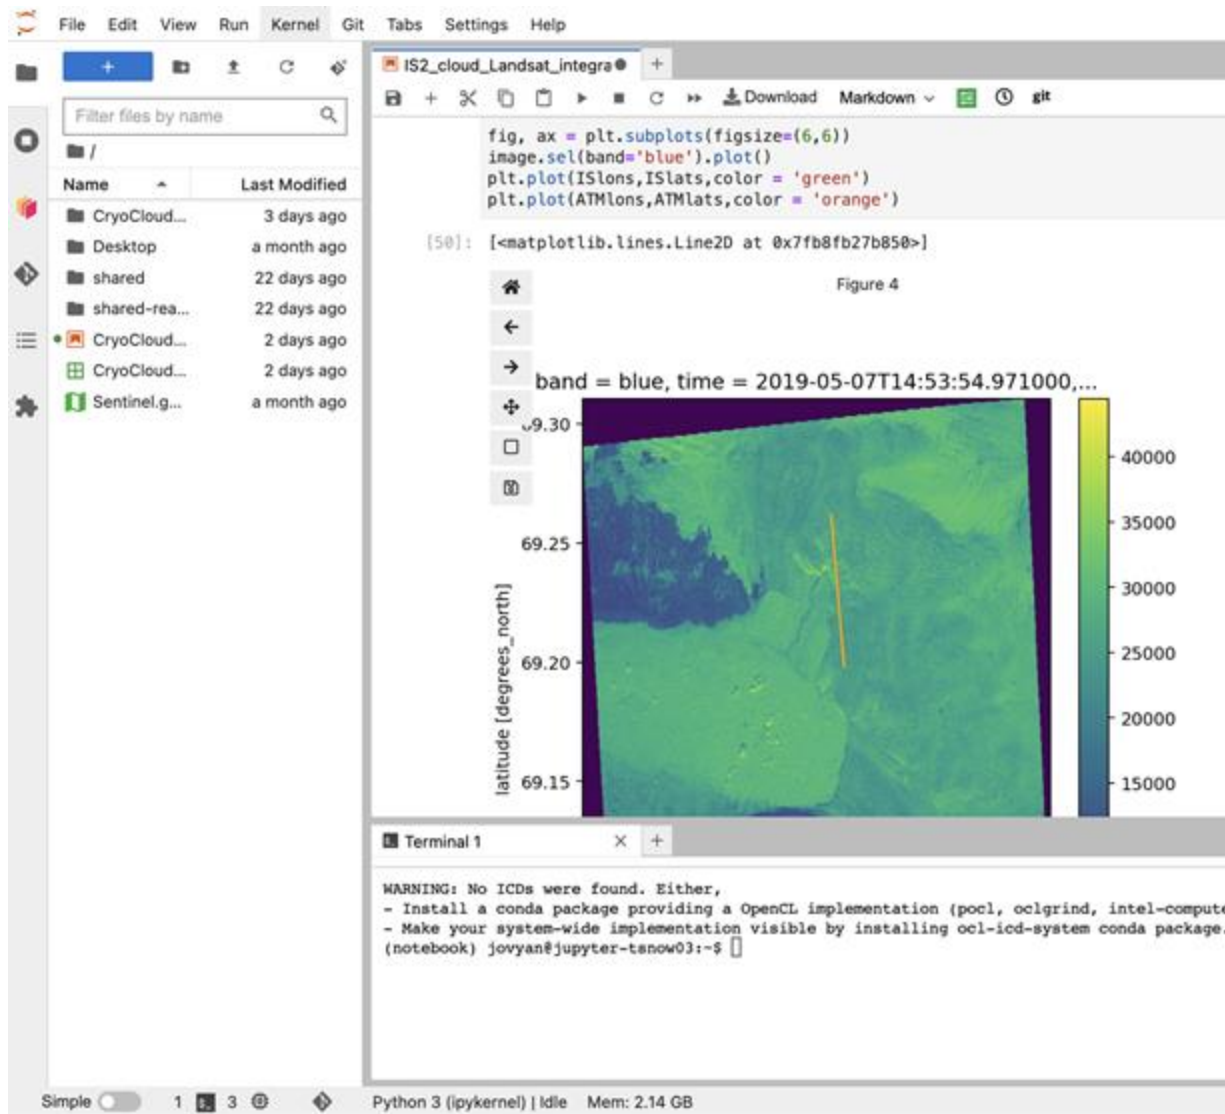 File Edit View Run Kernel Git Tabs Settings Help
+
Filter files by name
/
Name Last Modified
CryoCloud... 3 days ago
Desktop a month ago
shared 22 days ago
shared-rea... 22 days ago
CryoCloud... 2 days ago
CryoCloud... 2 days ago
Sentinel.g... a month ago
IS2_cloud_Landsat_integra
Download Markdown git
fig, ax = plt.subplots(figsize=(6,6))
image.sel(band='blue').plot()
plt.plot(ISlons,ISlats,color = 'green')
plt.plot(ATMlons,ATMlats,color = 'orange')
[50]: [<matplotlib.lines.Line2D at 0x7fb8fb27b850>]
Figure 4
band = blue, time = 2019-05-07T14:53:54.971000,...
69.30
69.25
69.20
69.15
latitude [degrees_north]
40000
35000
30000
25000
20000
15000
Terminal 1
WARNING: No ICDs were found. Either,
- Install a conda package providing a OpenCL implementation (pocl, oclgrind, intel-compute
- Make your system-wide implementation visible by installing ocl-icd-system conda package.
(notebook) jovyan@jupyter-tsnow03:~$
Simple 1 3 Python 3 (ipykernel) | Idle Mem: 2.14 GB